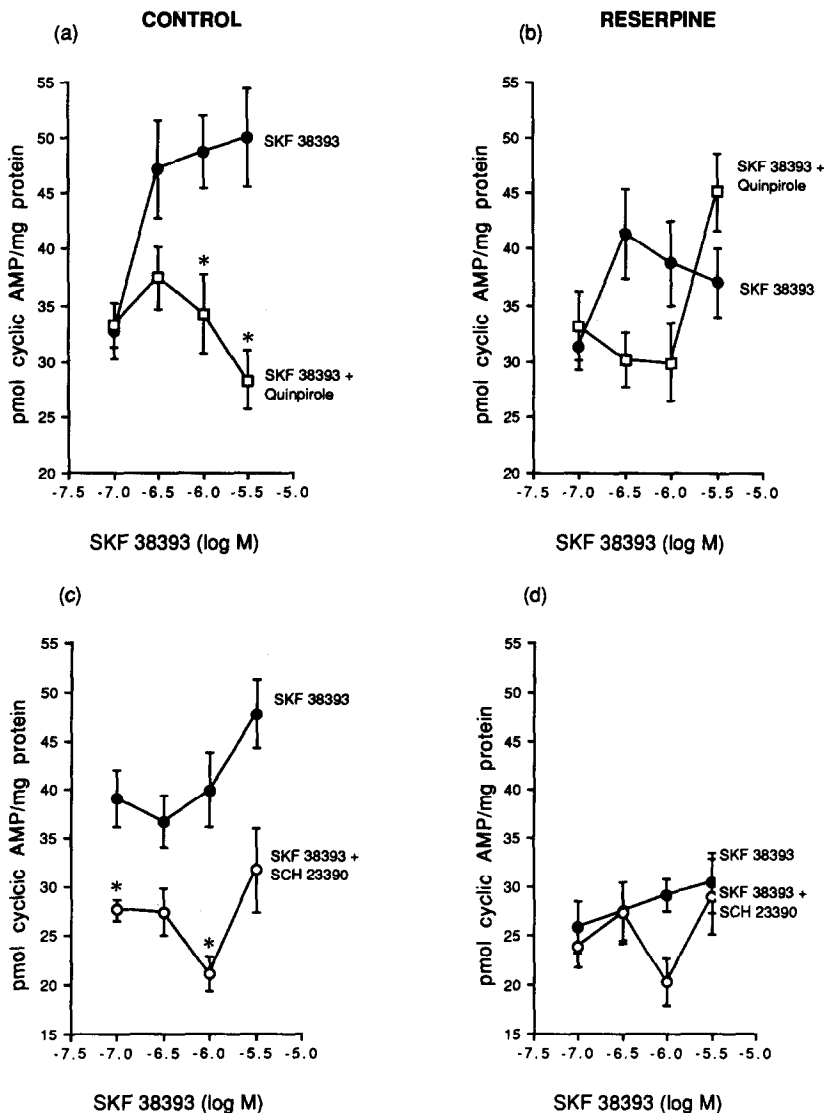 CONTROL
RESERPINE
(a)
pmol cyclic AMP/mg protein
55
50
45
40
35
30
25
20
-7.5 -7.0 -6.5 -6.0 -5.5 -5.0
SKF 38393
*
*
SKF 38393 +
Quinpirole
SKF 38393 (log M)
(b)
pmol cyclic AMP/mg protein
55
50
45
40
35
30
25
20
-7.5 -7.0 -6.5 -6.0 -5.5 -5.0
SKF 38393 +
Quinpirole
SKF 38393
SKF 38393 (log M)
(c)
pmol cyclcic AMP/mg protein
55
50
45
40
35
30
25
20
15
-7.5 -7.0 -6.5 -6.0 -5.5 -5.0
SKF 38393
SKF 38393 +
SCH 23390
*
*
SKF 38393 (log M)
(d)
pmol cyclic AMP/mg protein
55
50
45
40
35
30
25
20
15
-7.5 -7.0 -6.5 -6.0 -5.5 -5.0
SKF 38393
SKF 38393 +
SCH 23390
SKF 38393 (log M)